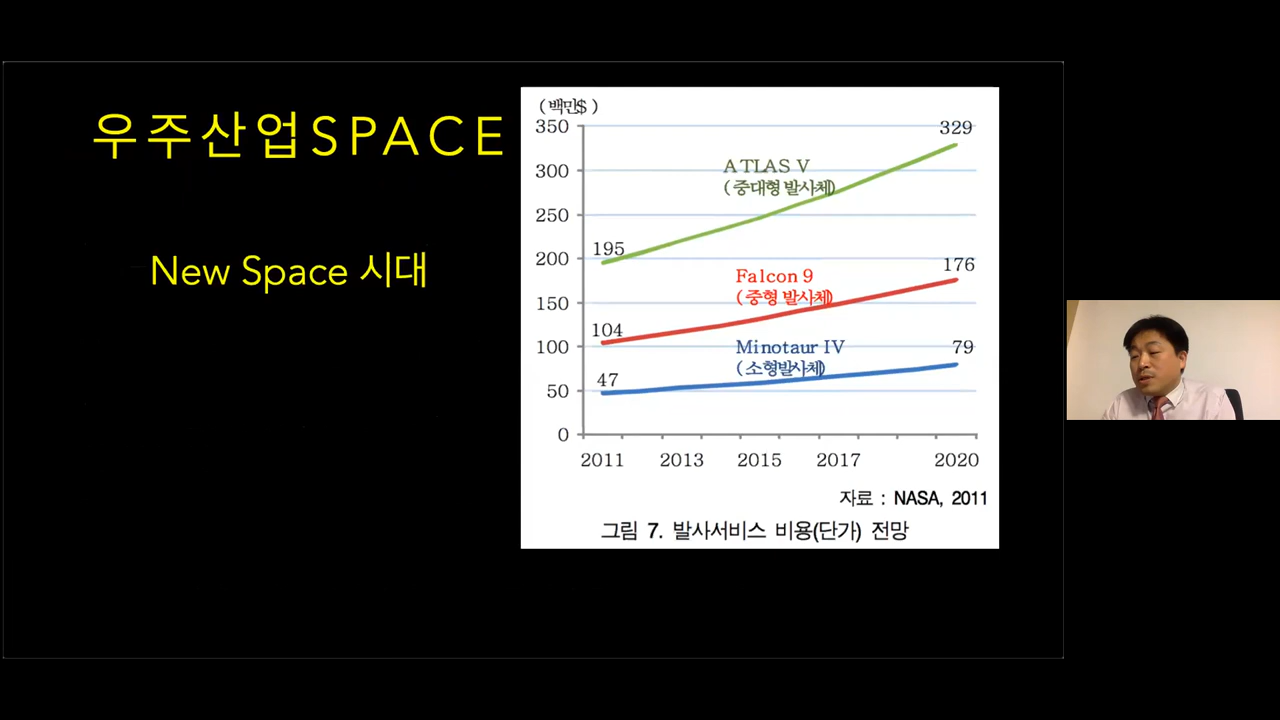 우주산업SPACE
New Space 시대
(백만$)
350
300
250
200
150
100
50
0
329
ATLAS V
(중대형 발사체)
195
176
Falcon 9
(중형 발사체)
104
Minotaur IV
(소형발사체)
79
47
2011 2013 2015 2017 2020
자료 : NASA, 2011
그림 7. 발사서비스 비용(단가) 전망